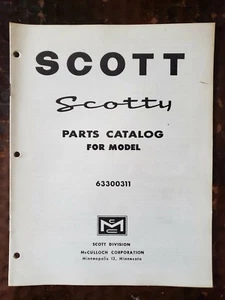 SCOTT
Scotty
PARTS CATALOG
FOR MODEL
63300311
M
SCOTT DIVISION
McCULLOCH CORPORATION
Minneapolis 13, Minnesota